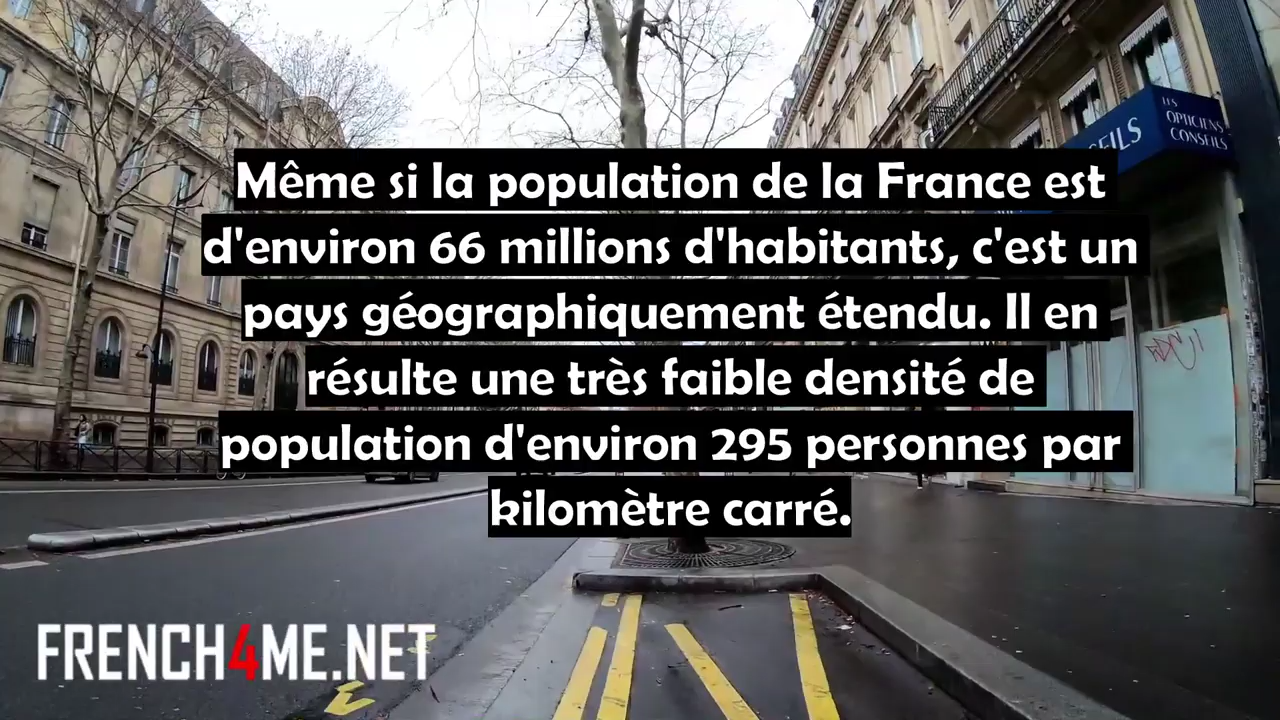 LES
OPTICIENS
CONSEILS
SEILS
Même si la population de la France est
d'environ 66 millions d'habitants, c'est un
pays géographiquement étendu. Il en
résulte une très faible densité de
population d'environ 295 personnes par
kilomètre carré.
FRENCH4ME.NET